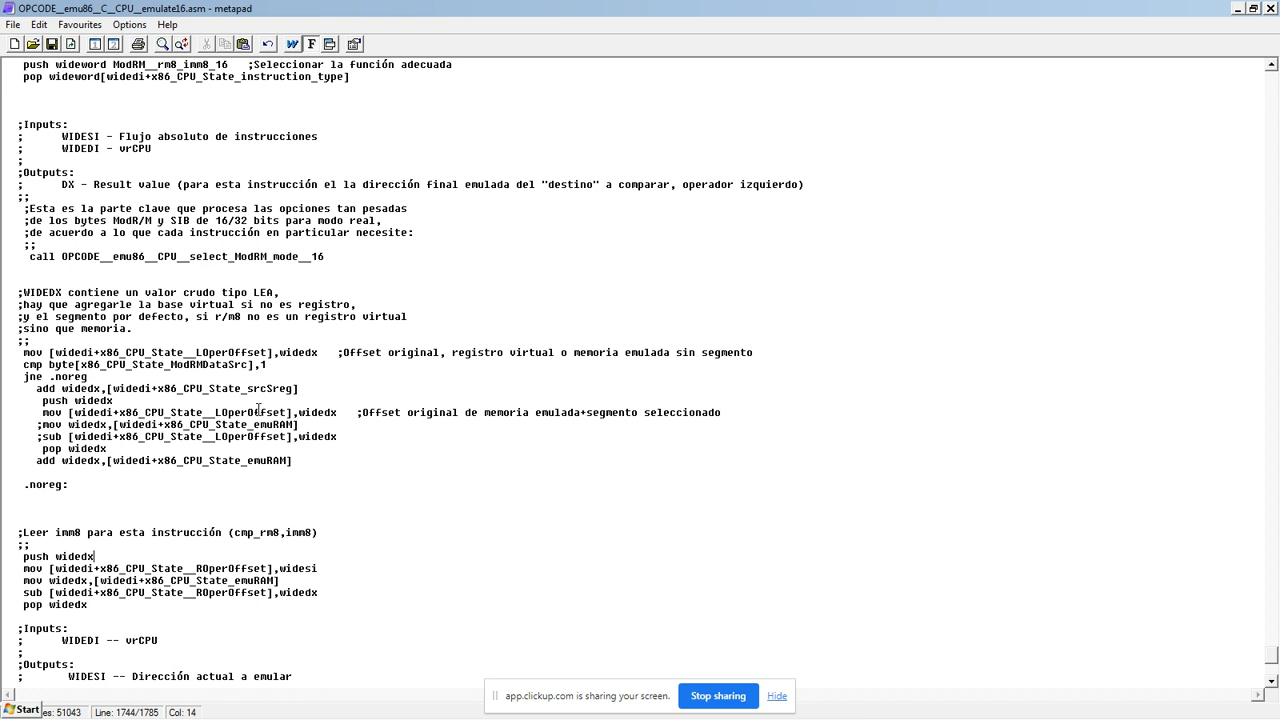 OPCODE__emu86__C__CPU__emulate16.asm - metapad
File Edit Favourites Options Help
push wideword ModRM__rm8_imm8_16 ;Seleccionar la función adecuada
pop wideword[widedi+x86_CPU_State_instruction_type]
;Inputs:
; WIDESI - Flujo absoluto de instrucciones
; WIDEDI - vrCPU
;
;Outputs:
; DX - Result value (para esta instrucción el la dirección final emulada del "destino" a comparar, operador izquierdo)
;;
;Esta es la parte clave que procesa las opciones tan pesadas
;de los bytes ModR/M y SIB de 16/32 bits para modo real,
;de acuerdo a lo que cada instrucción en particular necesite:
;;
call OPCODE__emu86__CPU__select_ModRM_mode__16
;WIDEDX contiene un valor crudo tipo LEA,
;hay que agregarle la base virtual si no es registro,
;y el segmento por defecto, si r/m8 no es un registro virtual
;sino que memoria.
;;
mov [widedi+x86_CPU_State__LOperOffset],widedx ;Offset original, registro virtual o memoria emulada sin segmento
cmp byte[x86_CPU_State_ModRMDataSrc],1
jne .noreg
add widedx,[widedi+x86_CPU_State_srcSreg]
push widedx
mov [widedi+x86_CPU_State__LOperOffset],widedx ;Offset original de memoria emulada+segmento seleccionado
;mov widedx,[widedi+x86_CPU_State_emuRAM]
;sub [widedi+x86_CPU_State__LOperOffset],widedx
pop widedx
add widedx,[widedi+x86_CPU_State_emuRAM]
.noreg:
;Leer imm8 para esta instrucción (cmp_rm8,imm8)
;;
push widedx
mov [widedi+x86_CPU_State__ROperOffset],widesi
mov widedx,[widedi+x86_CPU_State_emuRAM]
sub [widedi+x86_CPU_State__ROperOffset],widedx
pop widedx
;Inputs:
; WIDEDI -- vrCPU
;
;Outputs:
; WIDESI -- Dirección actual a emular
app.clickup.com is sharing your screen. Stop sharing Hide
Start es: 51043 Line: 1744/1785 Col: 14